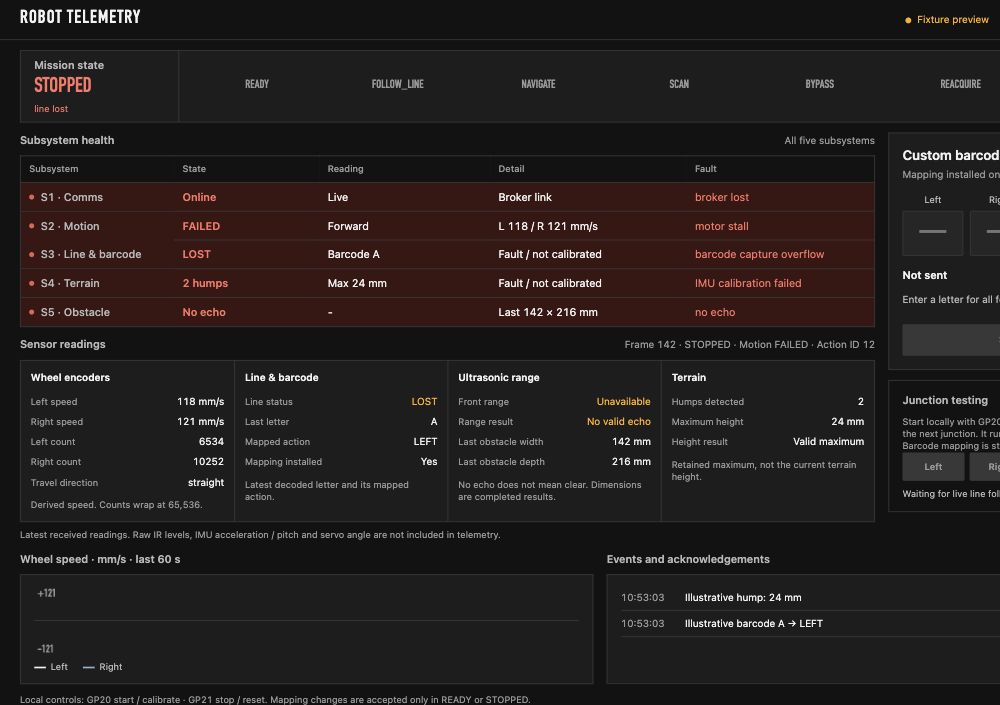 ROBOT TELEMETRY
Fixture preview
Mission state
STOPPED
line lost
READY FOLLOW_LINE NAVIGATE SCAN BYPASS REACQUIRE
Subsystem health All five subsystems
Subsystem State Reading Detail Fault
S1 · Comms Online Live Broker link broker lost
S2 · Motion FAILED Forward L 118 / R 121 mm/s motor stall
S3 · Line & barcode LOST Barcode A Fault / not calibrated barcode capture overflow
S4 · Terrain 2 humps Max 24 mm Fault / not calibrated IMU calibration failed
S5 · Obstacle No echo - Last 142 × 216 mm no echo
Custom barcod
Mapping installed on
Left Rig
Not sent
Enter a letter for all f
Sensor readings Frame 142 · STOPPED · Motion FAILED · Action ID 12
Wheel encoders
Left speed 118 mm/s
Right speed 121 mm/s
Left count 6534
Right count 10252
Travel direction straight
Derived speed. Counts wrap at 65,536.
Line & barcode
Line status LOST
Last letter A
Mapped action LEFT
Mapping installed Yes
Latest decoded letter and its mapped
action.
Ultrasonic range
Front range Unavailable
Range result No valid echo
Last obstacle width 142 mm
Last obstacle depth 216 mm
No echo does not mean clear. Dimensions
are completed results.
Terrain
Humps detected 2
Maximum height 24 mm
Height result Valid maximum
Retained maximum, not the current terrain
height.
Junction testing
Start locally with GP20
the next junction. It run
Barcode mapping is st
Left Rig
Waiting for live line foll
Latest received readings. Raw IR levels, IMU acceleration / pitch and servo angle are not included in telemetry.
Wheel speed · mm/s · last 60 s
+121
-121
Left Right
Events and acknowledgements
10:53:03 Illustrative hump: 24 mm
10:53:03 Illustrative barcode A → LEFT
Local controls: GP20 start / calibrate · GP21 stop / reset. Mapping changes are accepted only in READY or STOPPED.